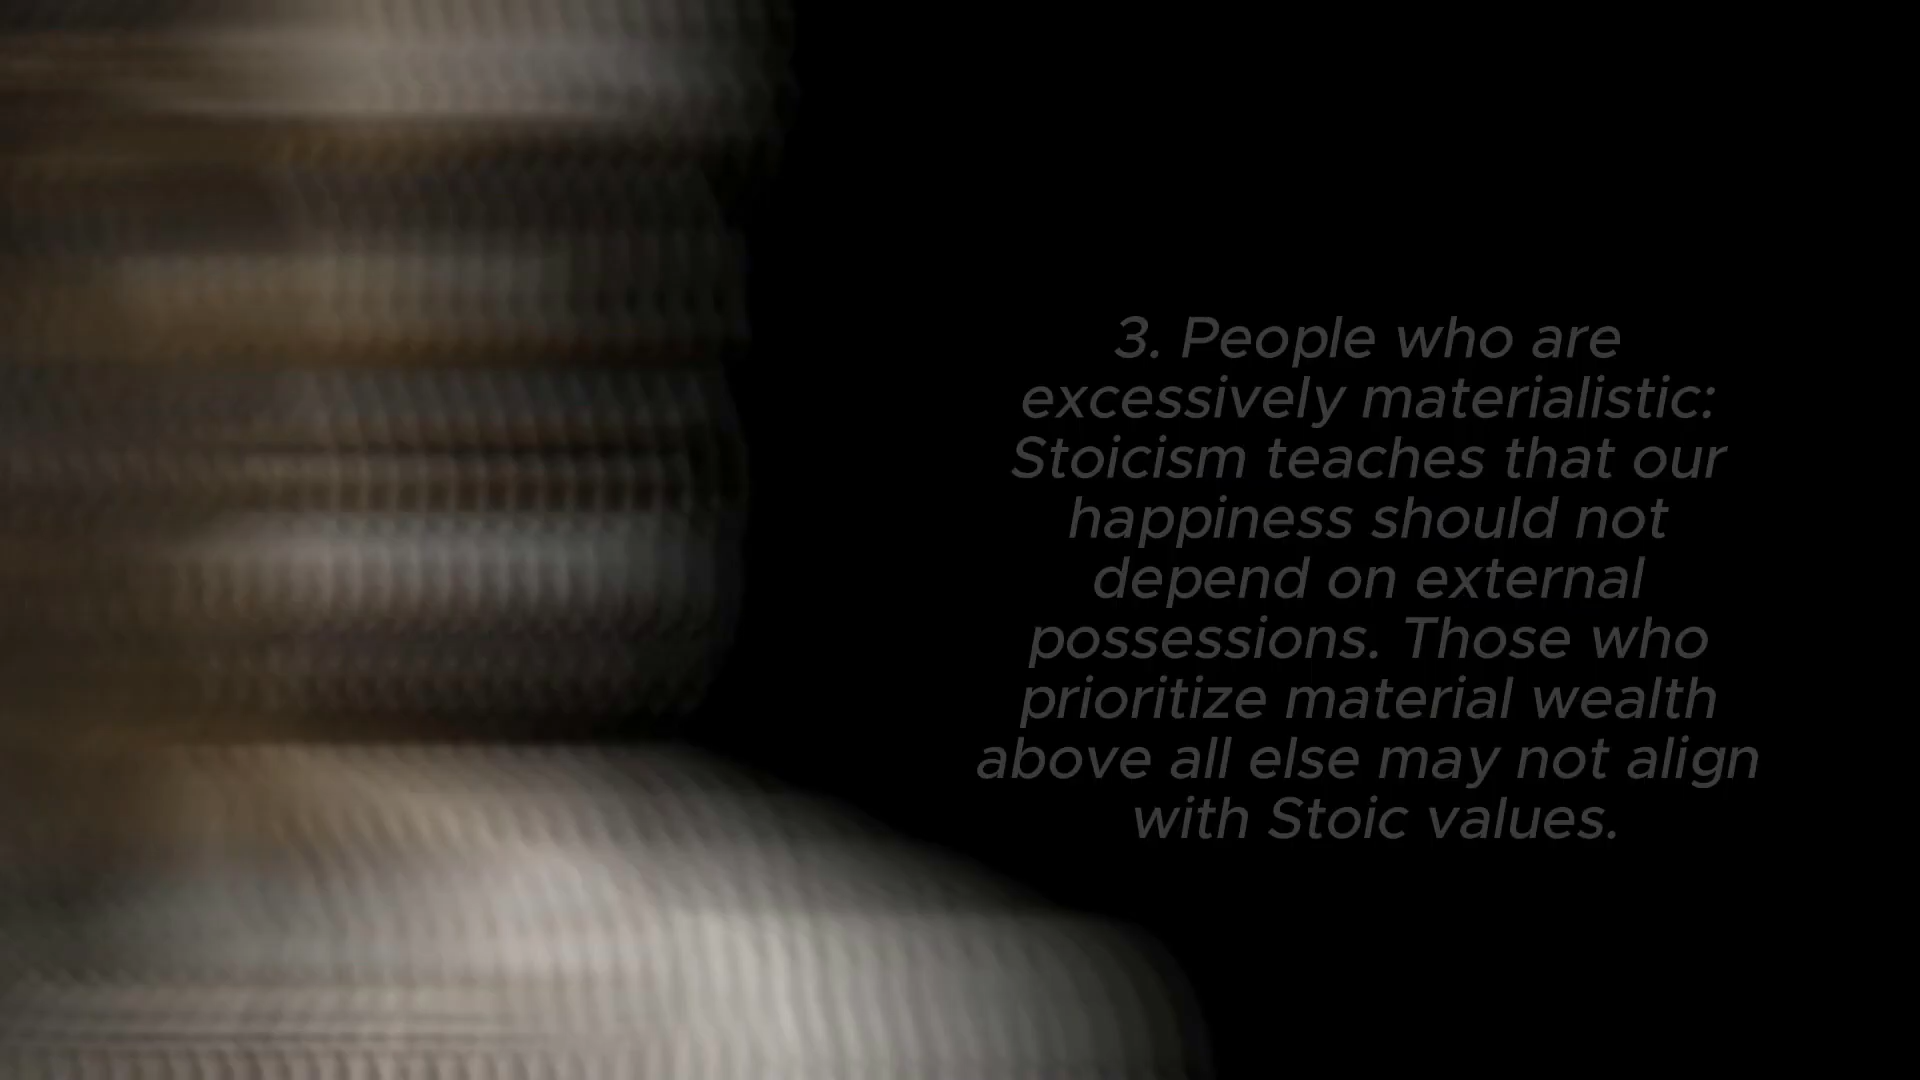 3. People who are
excessively materialistic:
Stoicism teaches that our
happiness should not
depend on external
possessions. Those who
prioritize material wealth
above all else may not align
with Stoic values.